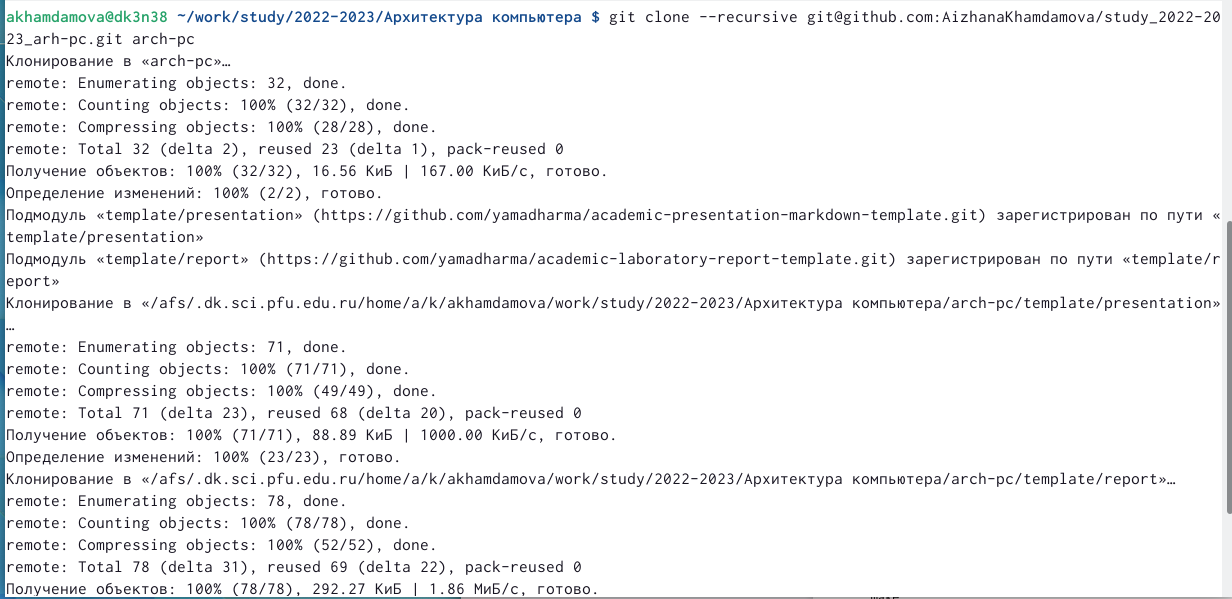 akhamdamova@dk3n38 ~/work/study/2022-2023/Архитектура компьютера $ git clone --recursive git@github.com:AizhanaKhamdamova/study_2022-20
23_arh-pc.git arch-pc
Клонирование в «arch-pc»…
remote: Enumerating objects: 32, done.
remote: Counting objects: 100% (32/32), done.
remote: Compressing objects: 100% (28/28), done.
remote: Total 32 (delta 2), reused 23 (delta 1), pack-reused 0
Получение объектов: 100% (32/32), 16.56 КиБ | 167.00 КиБ/с, готово.
Определение изменений: 100% (2/2), готово.
Подмодуль «template/presentation» (https://github.com/yamadharma/academic-presentation-markdown-template.git) зарегистрирован по пути «
template/presentation»
Подмодуль «template/report» (https://github.com/yamadharma/academic-laboratory-report-template.git) зарегистрирован по пути «template/r
eport»
Клонирование в «/afs/.dk.sci.pfu.edu.ru/home/a/k/akhamdamova/work/study/2022-2023/Архитектура компьютера/arch-pc/template/presentation»
…
remote: Enumerating objects: 71, done.
remote: Counting objects: 100% (71/71), done.
remote: Compressing objects: 100% (49/49), done.
remote: Total 71 (delta 23), reused 68 (delta 20), pack-reused 0
Получение объектов: 100% (71/71), 88.89 КиБ | 1000.00 КиБ/с, готово.
Определение изменений: 100% (23/23), готово.
Клонирование в «/afs/.dk.sci.pfu.edu.ru/home/a/k/akhamdamova/work/study/2022-2023/Архитектура компьютера/arch-pc/template/report»…
remote: Enumerating objects: 78, done.
remote: Counting objects: 100% (78/78), done.
remote: Compressing objects: 100% (52/52), done.
remote: Total 78 (delta 31), reused 69 (delta 22), pack-reused 0
Получение объектов: 100% (78/78), 292.27 КиБ | 1.86 МиБ/с, готово.